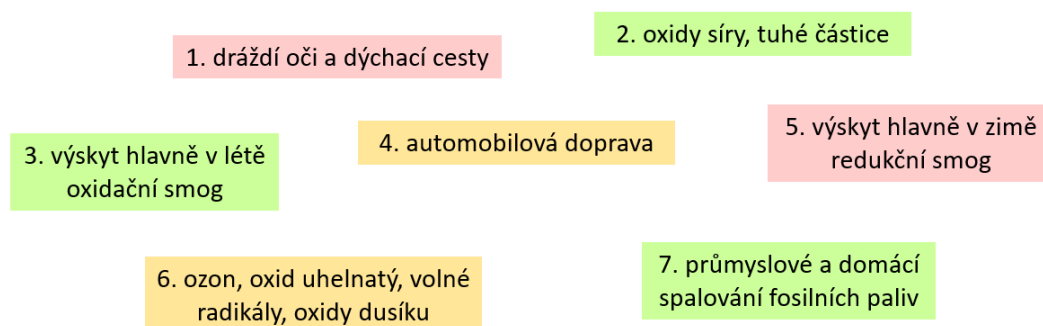 1. dráždí oči a dýchací cesty
2. oxidy síry, tuhé částice
3. výskyt hlavně v létě
oxidační smog
4. automobilová doprava
5. výskyt hlavně v zimě
redukční smog
6. ozon, oxid uhelnatý, volné
radikály, oxidy dusíku
7. průmyslové a domácí
spalování fosilních paliv